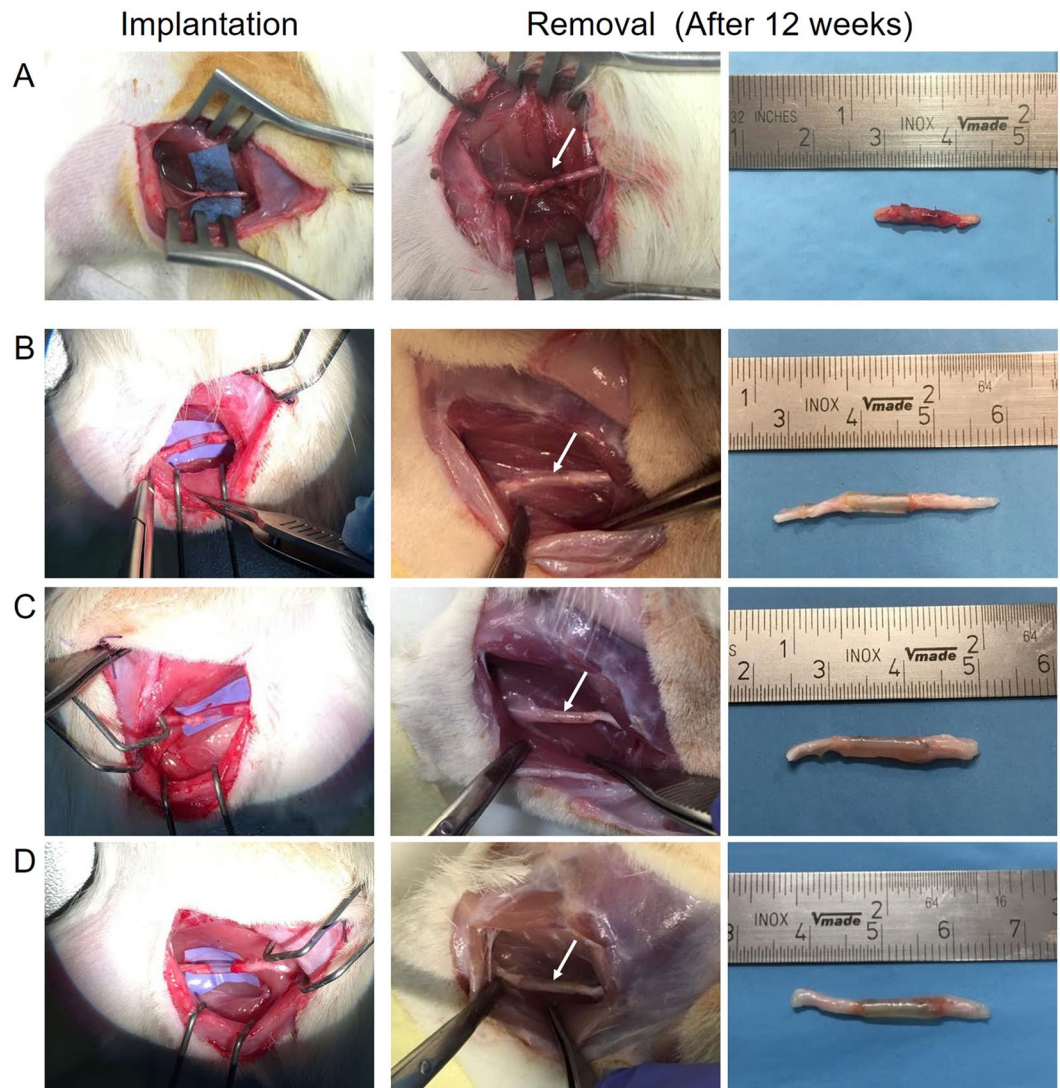 Implantation
Removal (After 12 weeks)
A
32 INCHES 1 INOX Vmade 2
1 2 3 4 5
B
1 INOX Vmade 2 64
3 4 5 6
C
1 INOX Vmade 2 64
2 3 4 5 6
D
INOX Vmade 2 64 16
4 5 6 7